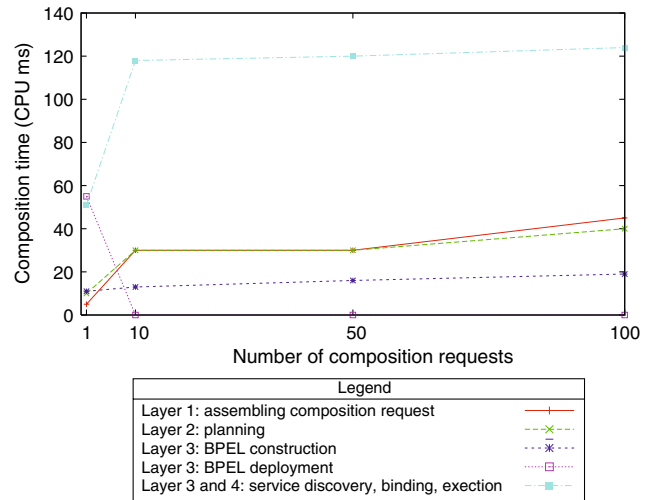 140
120
100
80
60
40
20
0
Composition time (CPU ms)
1
10
50
100
Number of composition requests
Legend
Layer 1: assembling composition request
Layer 2: planning
Layer 3: BPEL construction
Layer 3: BPEL deployment
Layer 3 and 4: service discovery, binding, exection